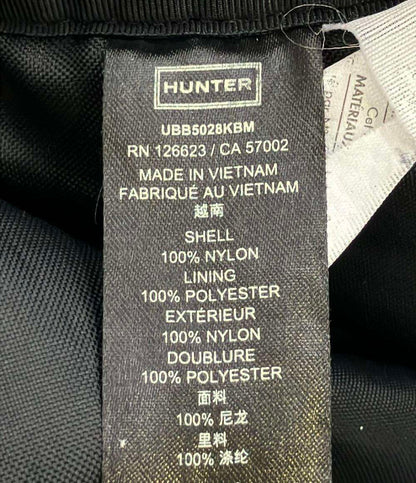 HUNTER
UBB5028KBM
RN 126623 / CA 57002
MADE IN VIETNAM
FABRIQUÉ AU VIETNAM
越南
SHELL
100% NYLON
LINING
100% POLYESTER
EXTÉRIEUR
100% NYLON
DOUBLURE
100% POLYESTER
面料
100% 尼龙
里料
100% 涤纶
MATERIAUX